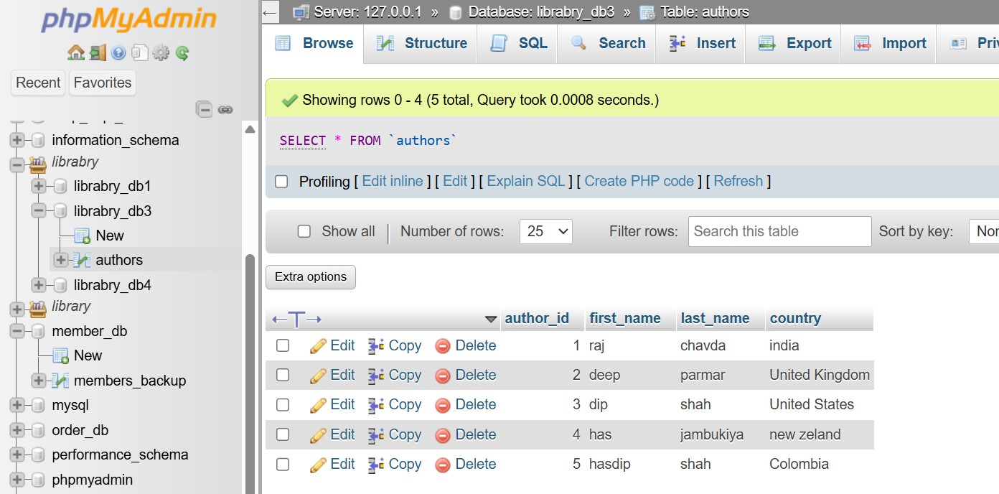 phpMyAdmin
Recent Favorites
information_schema
librabry
librabry_db1
librabry_db3
New
authors
librabry_db4
library
member_db
New
members_backup
mysql
order_db
performance_schema
phpmyadmin
Server: 127.0.0.1 » Database: librabry_db3 » Table: authors
Browse Structure SQL Search Insert Export Import
Showing rows 0 - 4 (5 total, Query took 0.0008 seconds.)
SELECT * FROM `authors`
Profiling [ Edit inline ] [ Edit ] [ Explain SQL ] [ Create PHP code ] [ Refresh ]
Show all | Number of rows: 25 Filter rows: Search this table Sort by key:
Extra options
←T→ author_id first_name last_name country
Edit Copy Delete 1 raj chavda india
Edit Copy Delete 2 deep parmar United Kingdom
Edit Copy Delete 3 dip shah United States
Edit Copy Delete 4 has jambukiya new zeland
Edit Copy Delete 5 hasdip shah Colombia